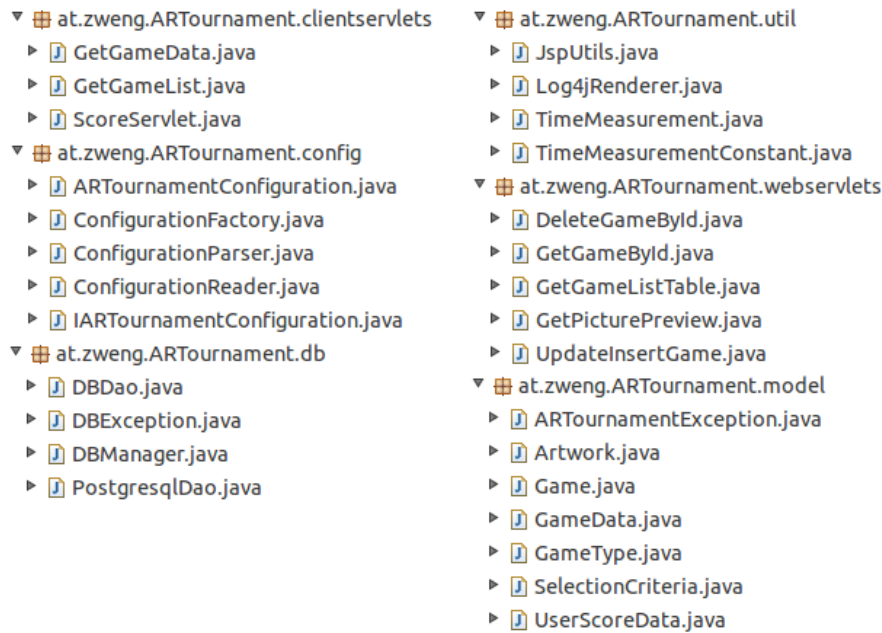 at.zweng.ARTournament.clientservlets
GetGameData.java
GetGameList.java
ScoreServlet.java
at.zweng.ARTournament.config
ARTournamentConfiguration.java
ConfigurationFactory.java
ConfigurationParser.java
ConfigurationReader.java
IARTournamentConfiguration.java
at.zweng.ARTournament.db
DBDao.java
DBException.java
DBManager.java
PostgresqlDao.java
at.zweng.ARTournament.util
JspUtils.java
Log4jRenderer.java
TimeMeasurement.java
TimeMeasurementConstant.java
at.zweng.ARTournament.webservlets
DeleteGameById.java
GetGameById.java
GetGameListTable.java
GetPicturePreview.java
UpdateInsertGame.java
at.zweng.ARTournament.model
ARTournamentException.java
Artwork.java
Game.java
GameData.java
GameType.java
SelectionCriteria.java
UserScoreData.java